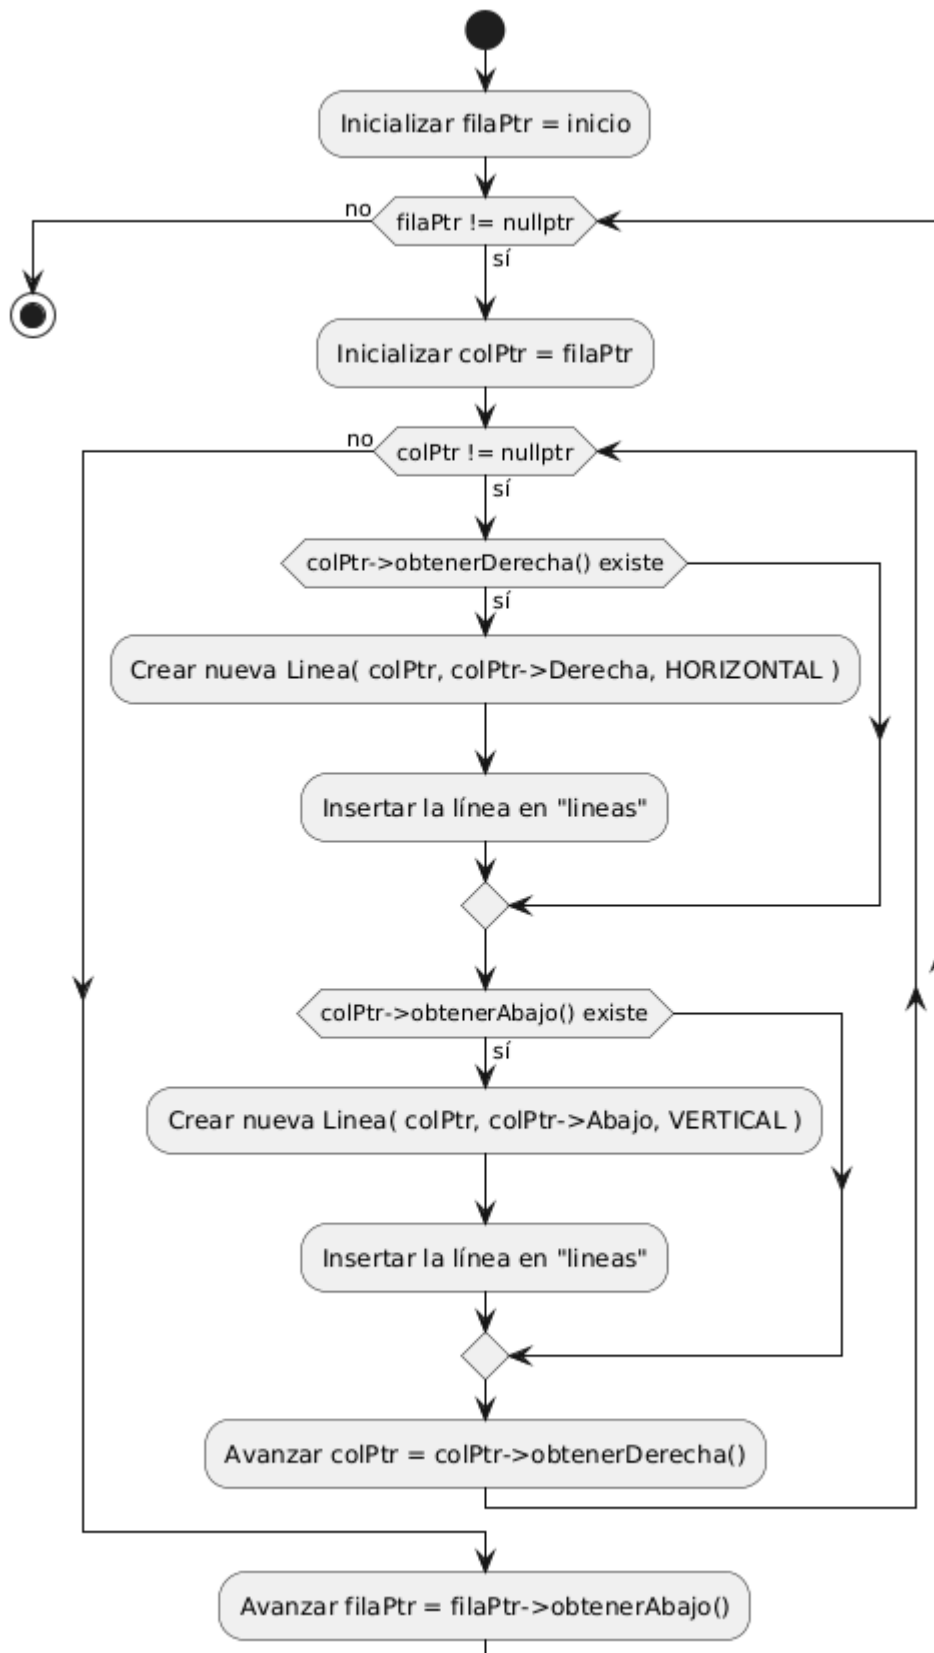 Inicializar filaPtr = inicio
no
filaPtr != nullptr
sí
Inicializar colPtr = filaPtr
no
colPtr != nullptr
sí
colPtr->obtenerDerecha() existe
sí
Crear nueva Linea( colPtr, colPtr->Derecha, HORIZONTAL )
Insertar la línea en "lineas"
colPtr->obtenerAbajo() existe
sí
Crear nueva Linea( colPtr, colPtr->Abajo, VERTICAL )
Insertar la línea en "lineas"
Avanzar colPtr = colPtr->obtenerDerecha()
Avanzar filaPtr = filaPtr->obtenerAbajo()